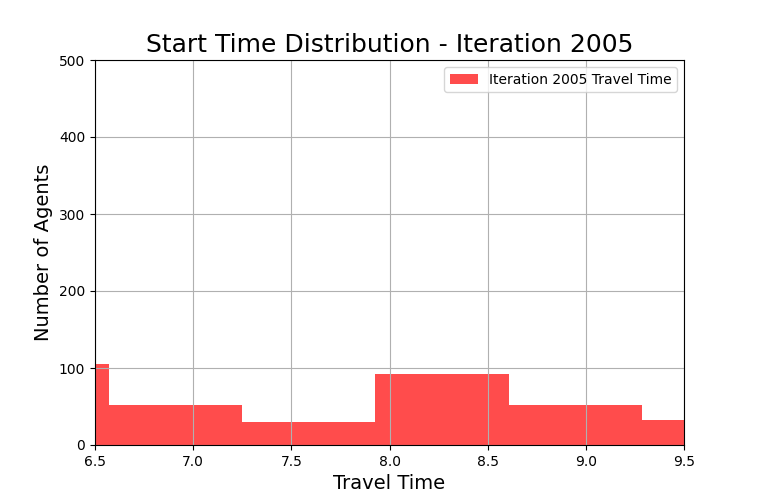 Start Time Distribution - Iteration 2005
Iteration 2005 Travel Time
Number of Agents
500
400
300
200
100
0
6.5 7.0 7.5 8.0 8.5 9.0 9.5
Travel Time